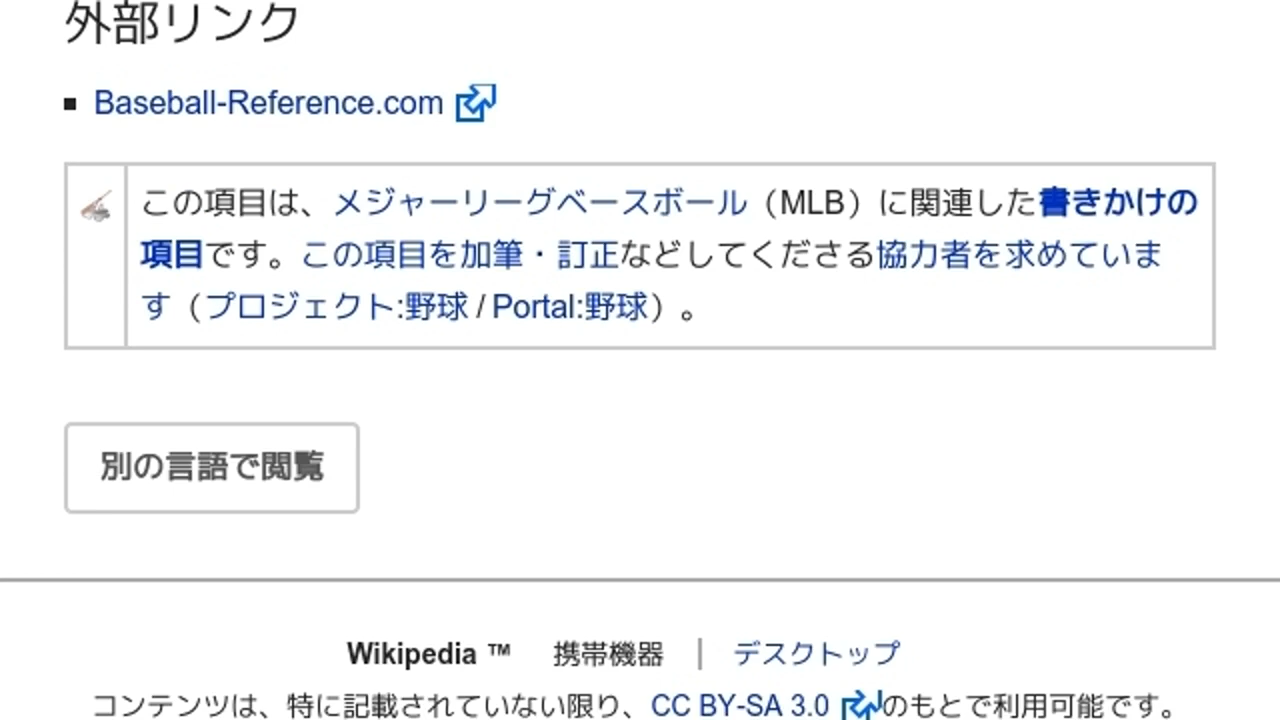 外部リンク
Baseball-Reference.com
この項目は、メジャーリーグベースボール（MLB）に関連した書きかけの
項目です。この項目を加筆・訂正などしてくださる協力者を求めていま
す（プロジェクト:野球 / Portal:野球）。
別の言語で閲覧
Wikipedia ™ 携帯機器 | デスクトップ
コンテンツは、特に記載されていない限り、CC BY-SA 3.0 のもとで利用可能です。